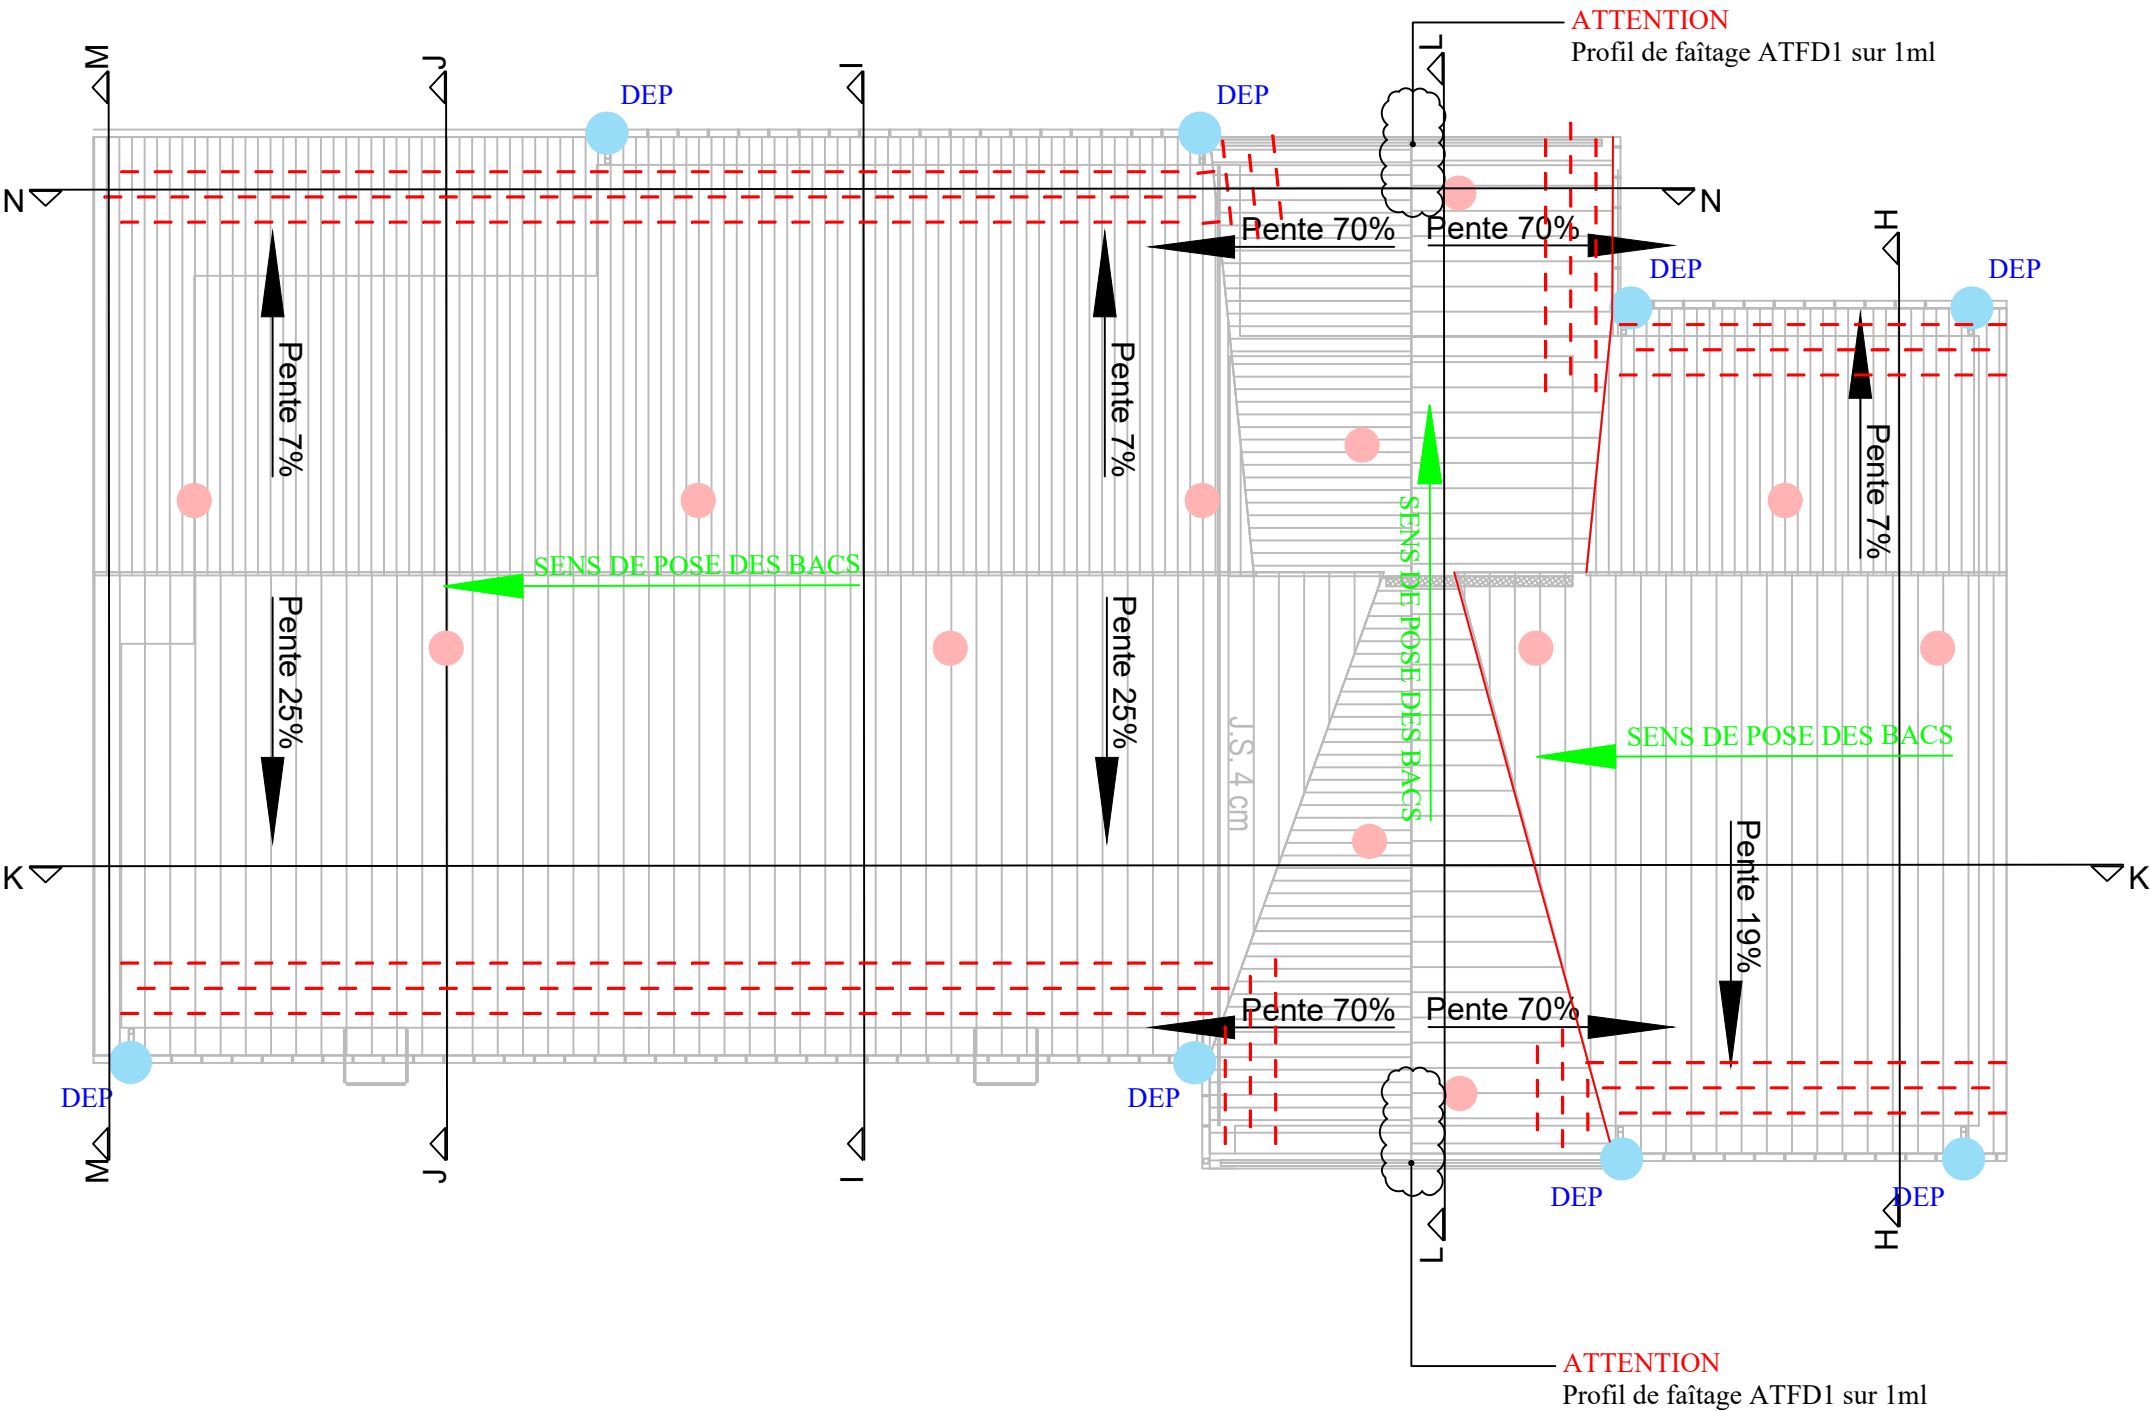 ATTENTION
Profil de faîtage ATFD1 sur 1ml
M
J
I
L
DEP
DEP
N
N
H
Pente 70%
Pente 70%
DEP
DEP
Pente 7%
Pente 7%
Pente 7%
SENS DE POSE DES BACS
SENS DE POSE DES BACS
Pente 25%
Pente 25%
J.S. 4 cm
SENS DE POSE DES BACS
Pente 19%
K
K
Pente 70%
Pente 70%
DEP
DEP
M
J
I
L
DEP
DEP
H
ATTENTION
Profil de faîtage ATFD1 sur 1ml